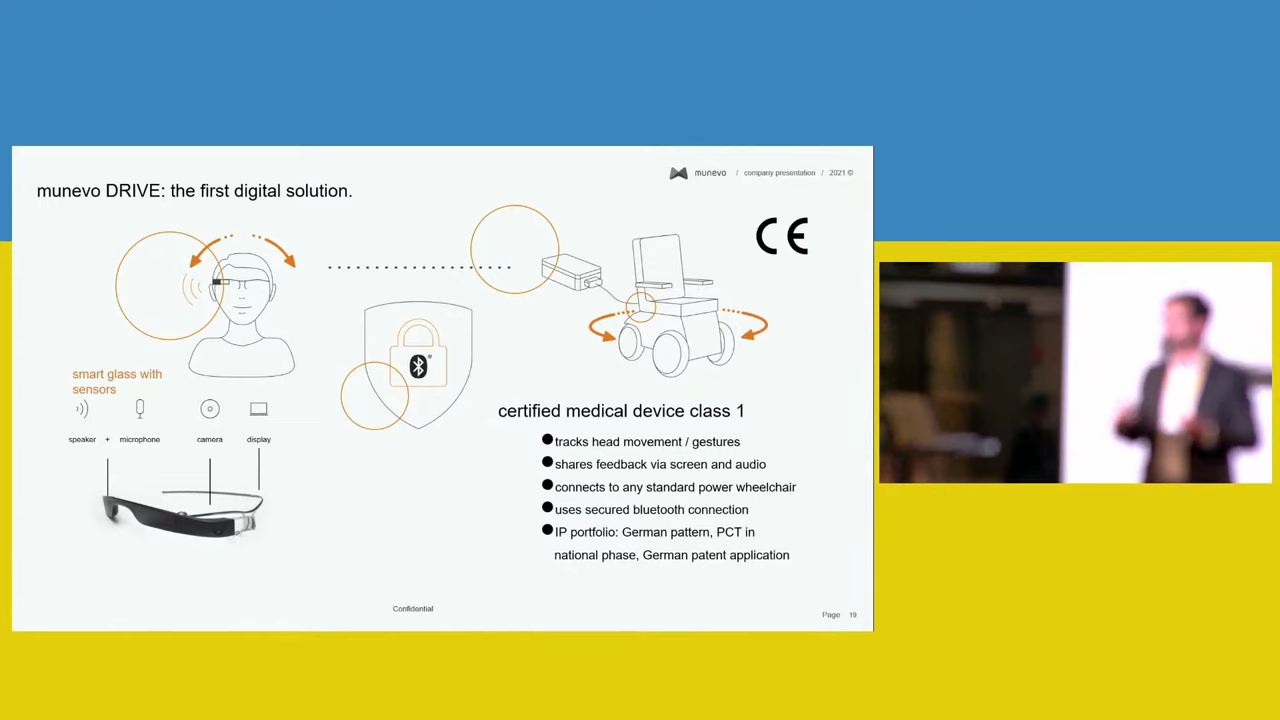 munevo / company presentation / 2021 ©
munevo DRIVE: the first digital solution.
CE
smart glass with
sensors
speaker + microphone camera display
certified medical device class 1
tracks head movement / gestures
shares feedback via screen and audio
connects to any standard power wheelchair
uses secured bluetooth connection
IP portfolio: German pattern, PCT in
national phase, German patent application
Confidential
Page 19